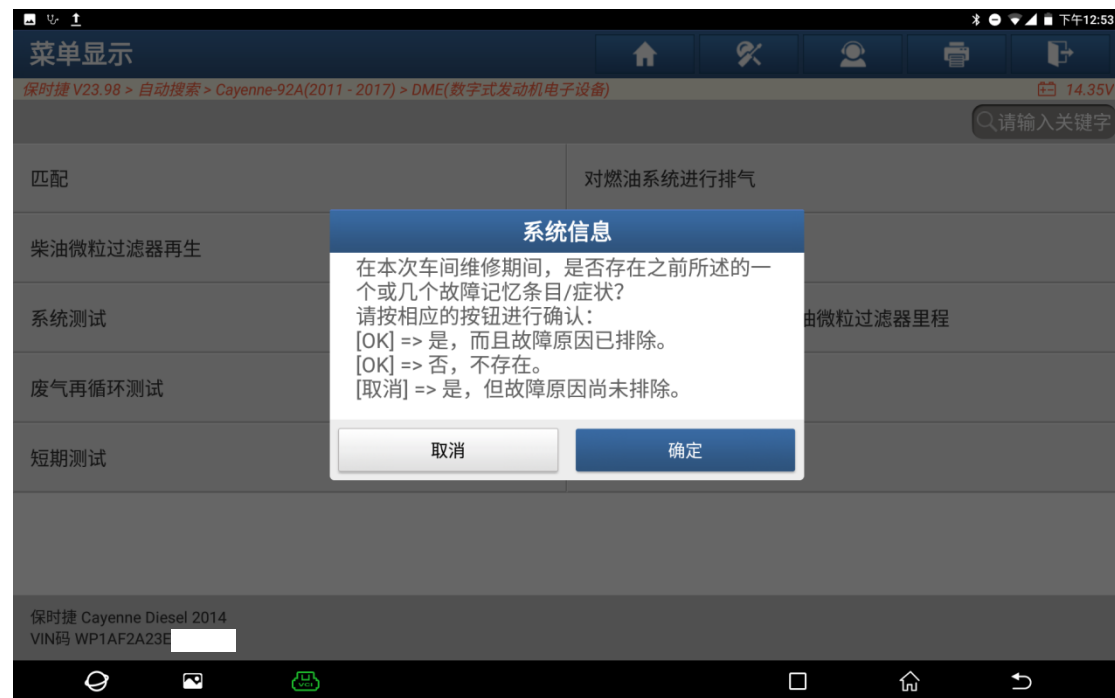 下午12:53
菜单显示
保时捷 V23.98 > 自动搜索 > Cayenne-92A(2011 - 2017) > DME(数字式发动机电子设备)
14.35V
请输入关键字
匹配
对燃油系统进行排气
柴油微粒过滤器再生
系统测试
油微粒过滤器里程
废气再循环测试
短期测试
系统信息
在本次车间维修期间，是否存在之前所述的一
个或几个故障记忆条目/症状？
请按相应的按钮进行确认：
[OK] => 是，而且故障原因已排除。
[OK] => 否，不存在。
[取消] => 是，但故障原因尚未排除。
取消
确定
保时捷 Cayenne Diesel 2014
VIN码 WP1AF2A23E
VCI